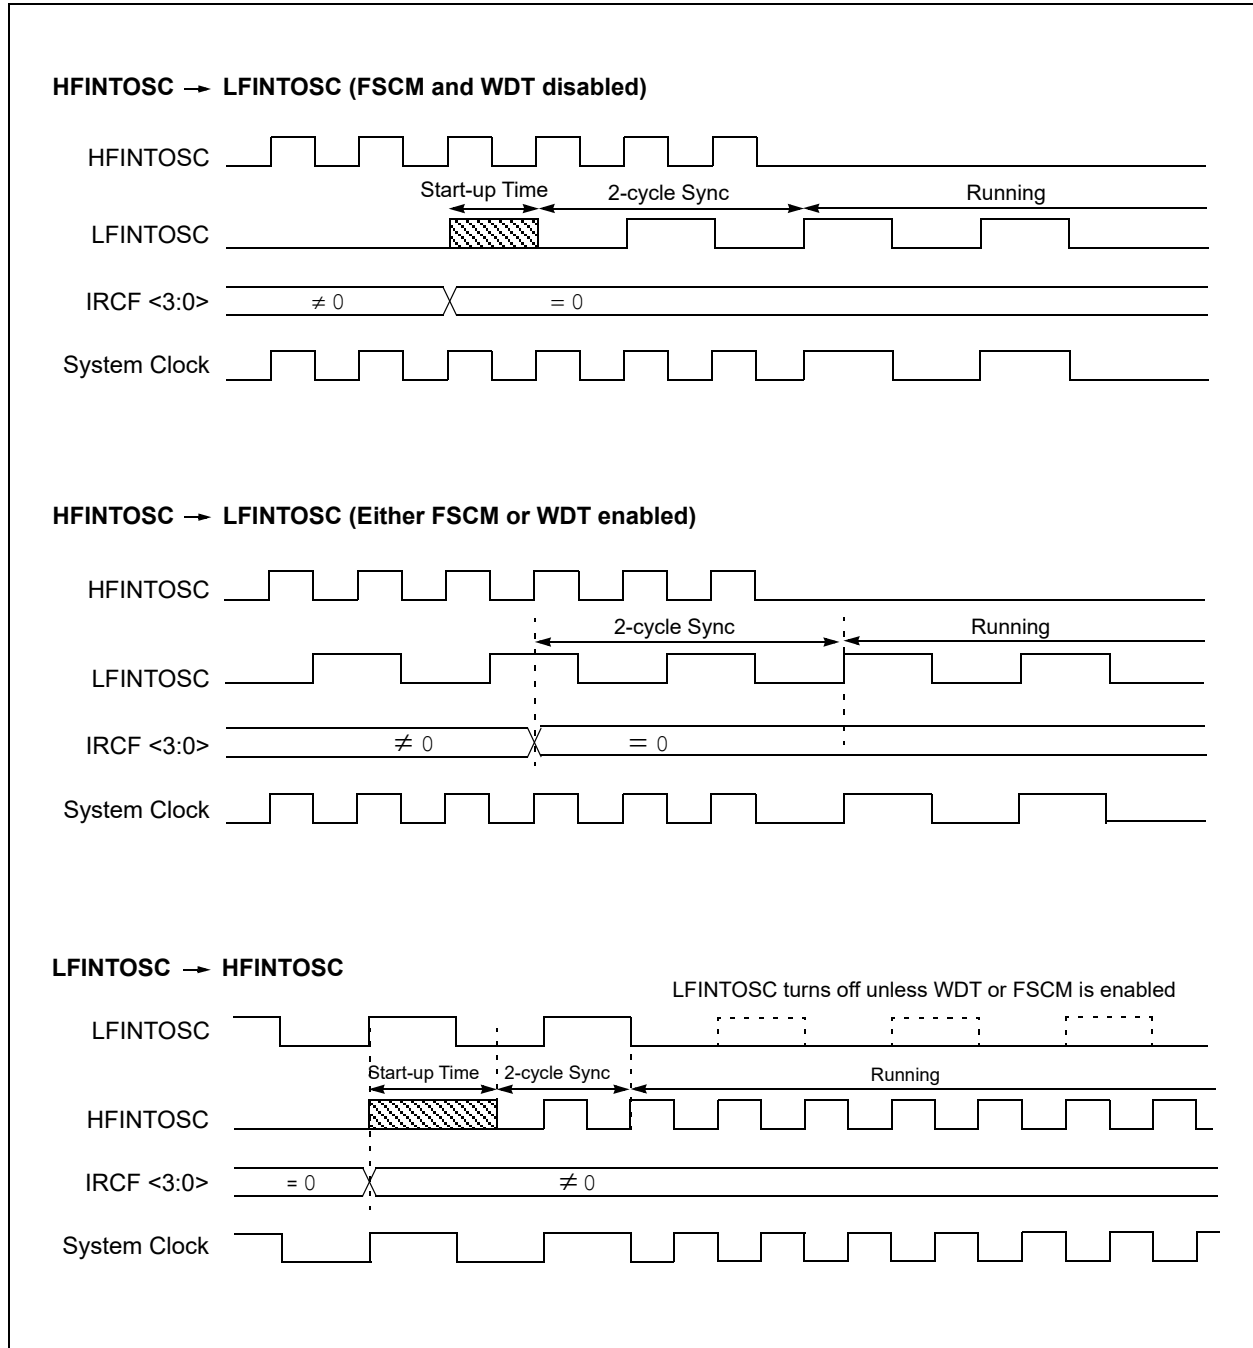 HFINTOSC → LFINTOSC (FSCM and WDT disabled)
HFINTOSC
Start-up Time 2-cycle Sync Running
LFINTOSC
IRCF <3:0> ≠ 0 = 0
System Clock
HFINTOSC → LFINTOSC (Either FSCM or WDT enabled)
HFINTOSC
2-cycle Sync Running
LFINTOSC
IRCF <3:0> ≠ 0 = 0
System Clock
LFINTOSC → HFINTOSC
LFINTOSC turns off unless WDT or FSCM is enabled
LFINTOSC
Start-up Time 2-cycle Sync Running
HFINTOSC
IRCF <3:0> = 0 ≠ 0
System Clock